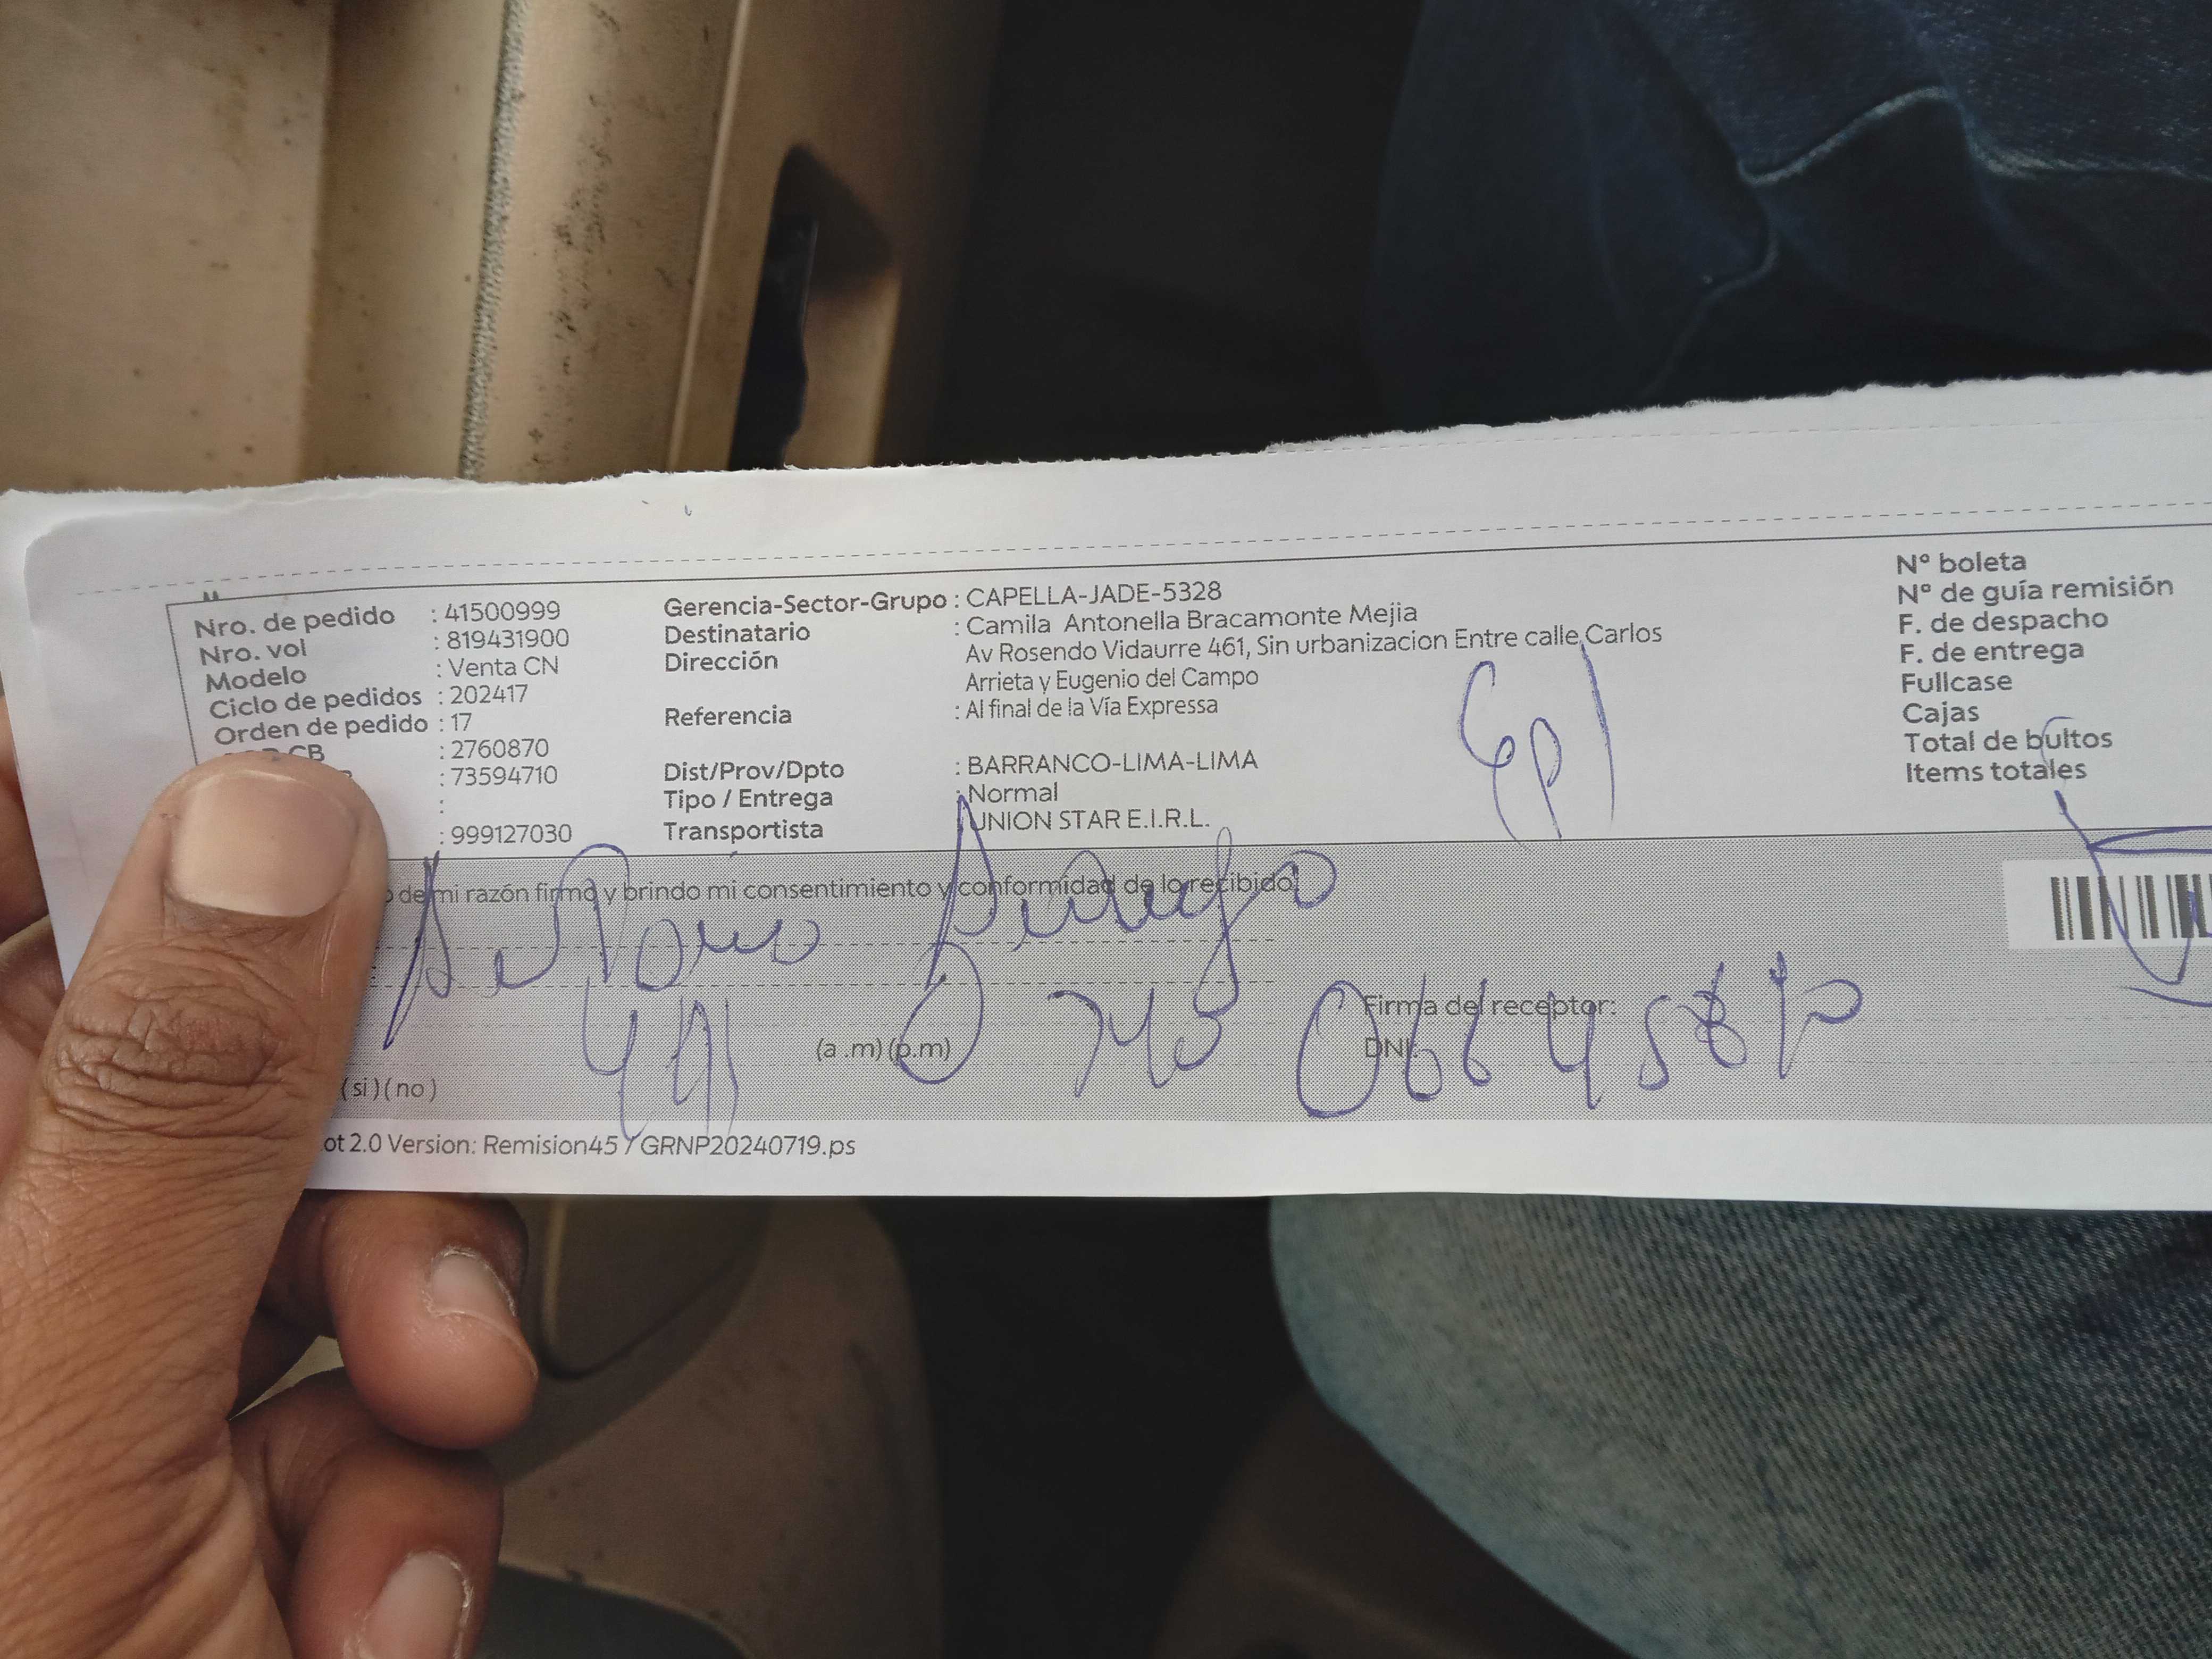 Nro. de pedido : 41500999
Nro. vol : 819431900
Modelo : Venta CN
Ciclo de pedidos : 202417
Orden de pedido : 17
CB : 2760870
: 73594710
:
: 999127030
Gerencia-Sector-Grupo : CAPELLA-JADE-5328
Destinatario : Camila Antonella Bracamonte Mejia
Dirección Av Rosendo Vidaurre 461, Sin urbanizacion Entre calle Carlos
Arrieta y Eugenio del Campo
Referencia : Al final de la Vía Expressa
Dist/Prov/Dpto : BARRANCO-LIMA-LIMA
Tipo / Entrega : Normal
Transportista UNION STAR E.I.R.L.
Nº boleta
Nº de guía remisión
F. de despacho
F. de entrega
Fullcase
Cajas
Total de bultos
Items totales
de mi razón firmo y brindo mi consentimiento y conformidad de lo recibido.
Firma del receptor:
(a .m) (p.m) DNI:
(si) (no)
ot 2.0 Version: Remision45 / GRNP20240719.ps